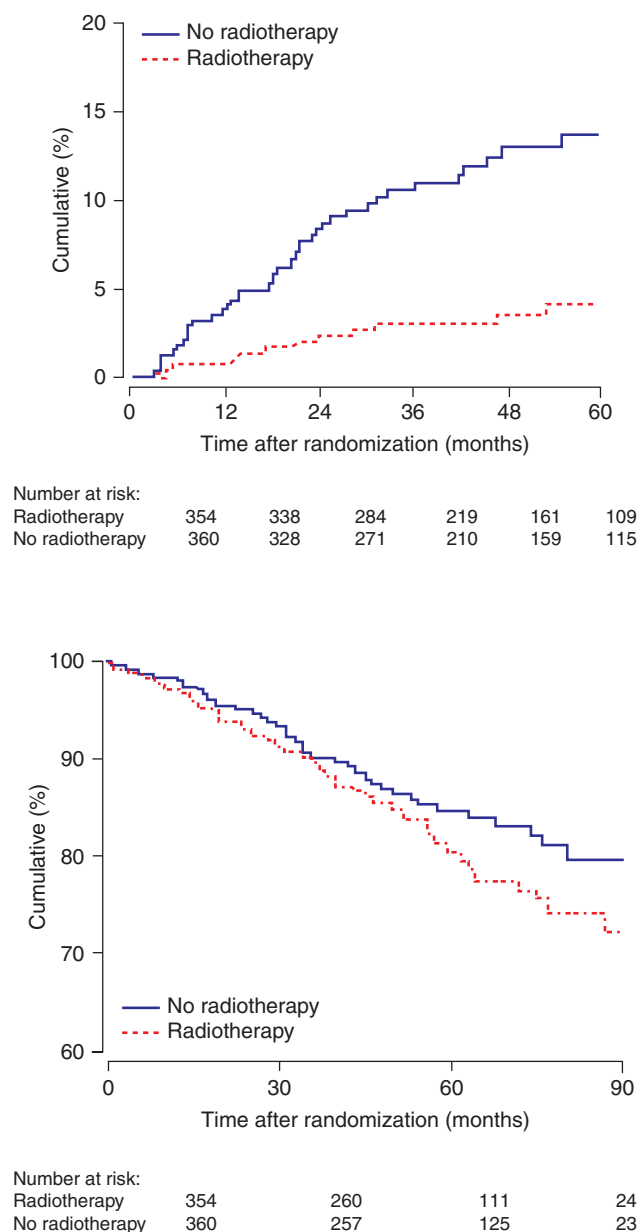 20
15
10
5
0
Cumulative (%)
No radiotherapy
Radiotherapy
0 12 24 36 48 60
Time after randomization (months)
Number at risk:
Radiotherapy 354 338 284 219 161 109
No radiotherapy 360 328 271 210 159 115
100
90
80
70
60
Cumulative (%)
No radiotherapy
Radiotherapy
0 30 60 90
Time after randomization (months)
Number at risk:
Radiotherapy 354 260 111 24
No radiotherapy 360 257 125 23